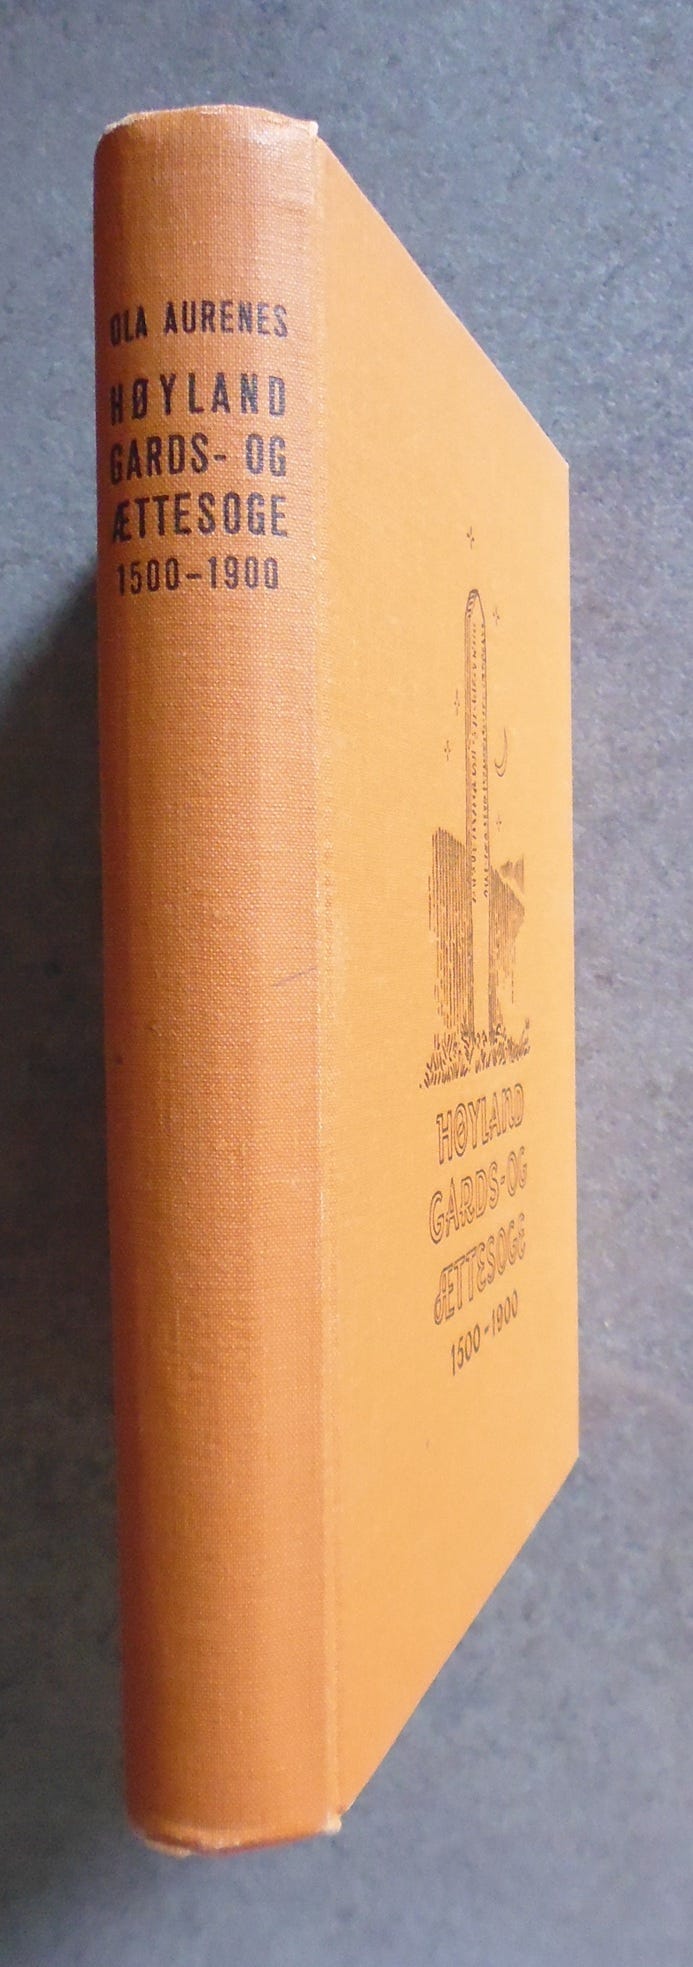 OLA AURENES
HØYLAND
GARDS- OG
ÆTTESOGE
1500-1900
HØYLAND
GARDS-OG
ÆTTESOGE
1500-1900